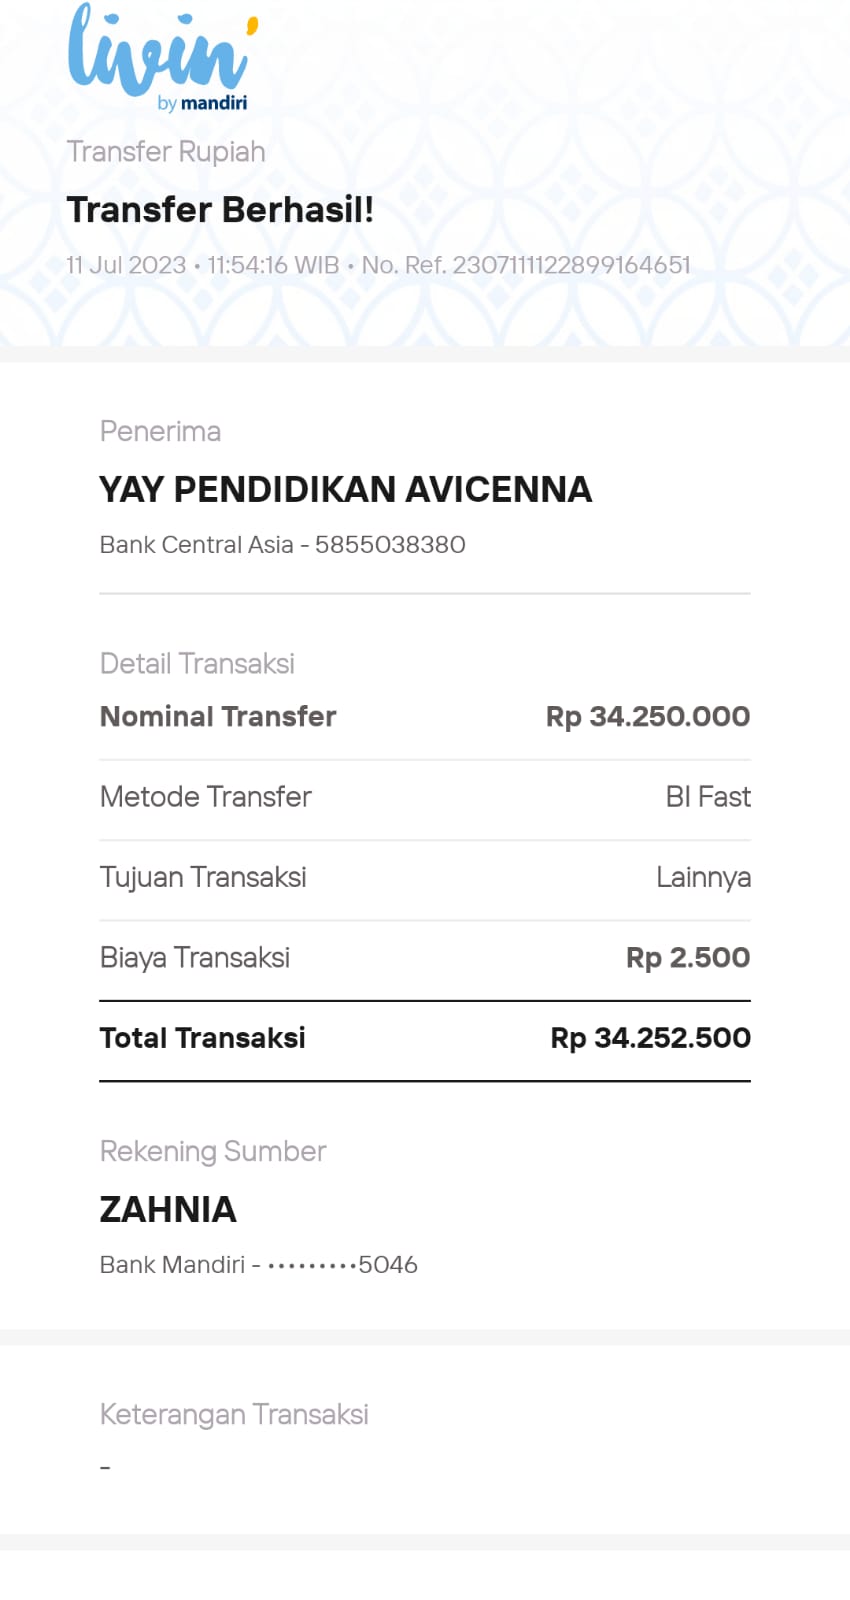 livin'
by mandiri
Transfer Rupiah
Transfer Berhasil!
11 Jul 2023 • 11:54:16 WIB • No. Ref. 2307111122899164651
Penerima
YAY PENDIDIKAN AVICENNA
Bank Central Asia - 5855038380
Detail Transaksi
Nominal Transfer Rp 34.250.000
Metode Transfer BI Fast
Tujuan Transaksi Lainnya
Biaya Transaksi Rp 2.500
Total Transaksi Rp 34.252.500
Rekening Sumber
ZAHNIA
Bank Mandiri - •••••••••5046
Keterangan Transaksi
-